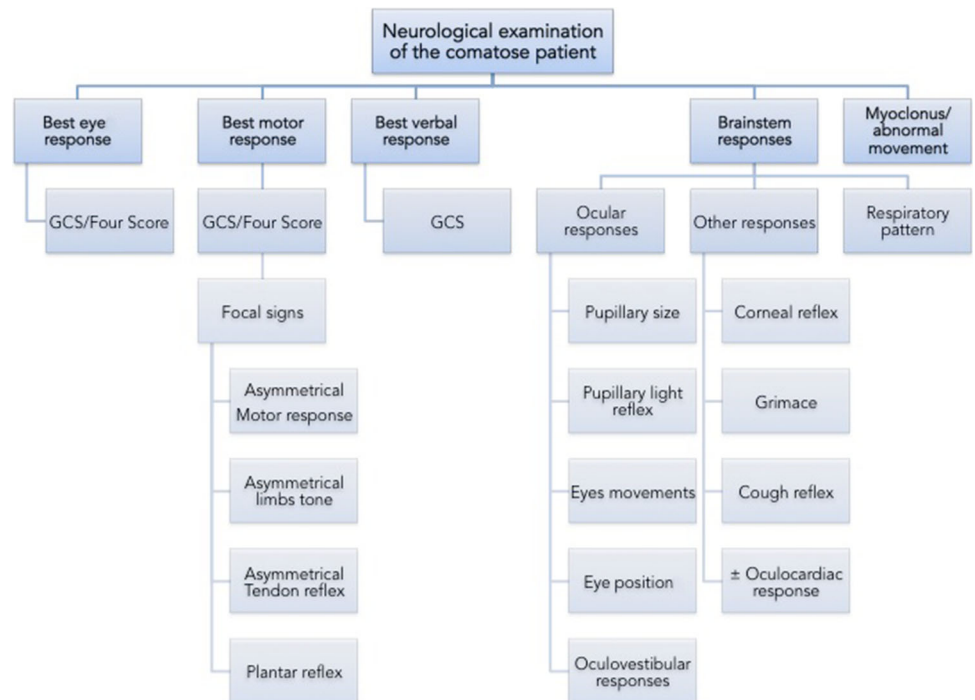 Neurological examination
of the comatose patient
Best eye
response
Best motor
response
Best verbal
response
Brainstem
responses
Myoclonus/
abnormal
movement
GCS/Four Score
GCS/Four Score
GCS
Ocular
responses
Other responses
Respiratory
pattern
Focal signs
Asymmetrical
Motor response
Asymmetrical
limbs tone
Asymmetrical
Tendon reflex
Plantar reflex
Pupillary size
Pupillary light
reflex
Eyes movements
Eye position
Oculovestibular
responses
Corneal reflex
Grimace
Cough reflex
± Oculocardiac
response